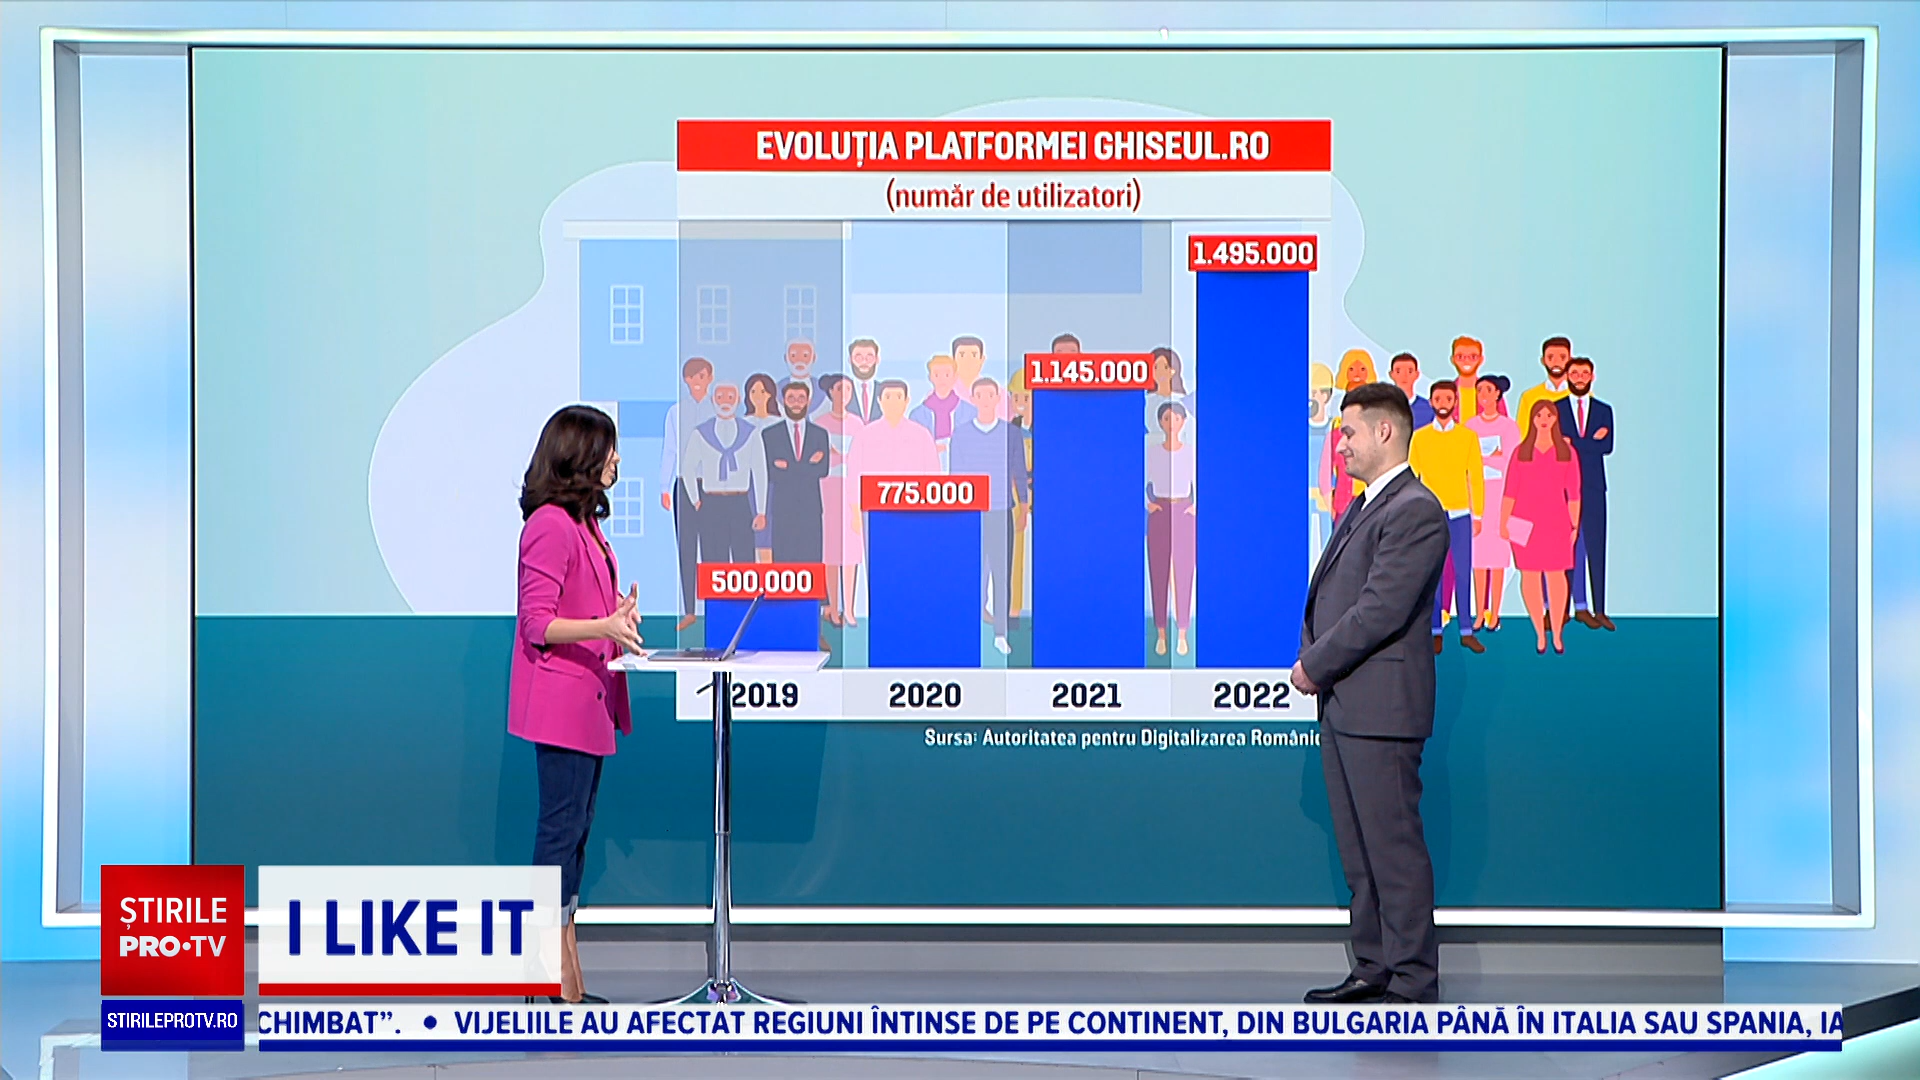 EVOLUȚIA PLATFORMEI GHISEUL.RO
(număr de utilizatori)
1.495.000
1.145.000
775.000
500.000
2019 2020 2021 2022
Sursa: Autoritatea pentru Digitalizarea
ȘTIRILE
PRO•TV
I LIKE IT
STIRILEPROTV.RO
CHIMBAT”. • VIJELIILE AU AFECTAT REGIUNI ÎNTINSE DE PE CONTINENT, DIN BULGARIA PÂNĂ ÎN ITALIA SAU SPANIA, IA